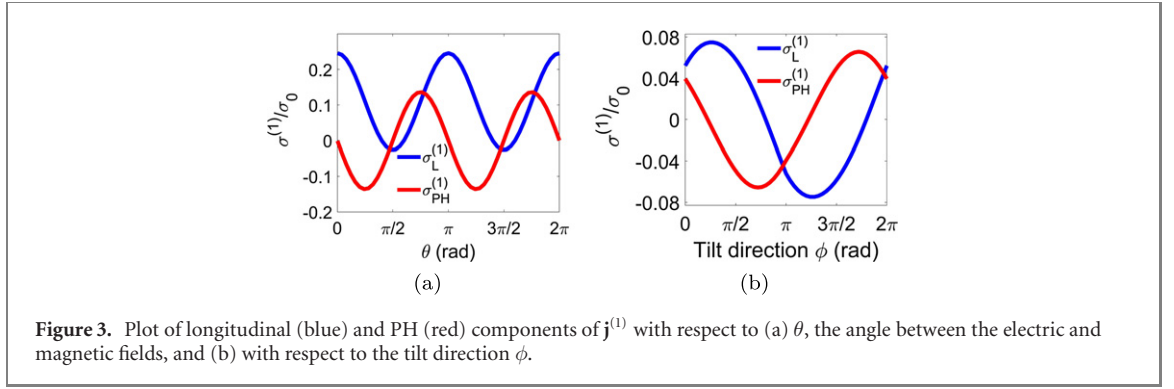 0.2
0.1
0
-0.1
-0.2
σ^(1)/σ_0
σ_L^(1)
σ_PH^(1)
0 π/2 π 3π/2 2π
θ (rad)
(a)
0.08
0.04
0
-0.04
-0.08
σ^(1)/σ_0
σ_L^(1)
σ_PH^(1)
0 π/2 π 3π/2 2π
Tilt direction ϕ (rad)
(b)
Figure 3. Plot of longitudinal (blue) and PH (red) components of j^(1) with respect to (a) θ, the angle between the electric and
magnetic fields, and (b) with respect to the tilt direction ϕ.